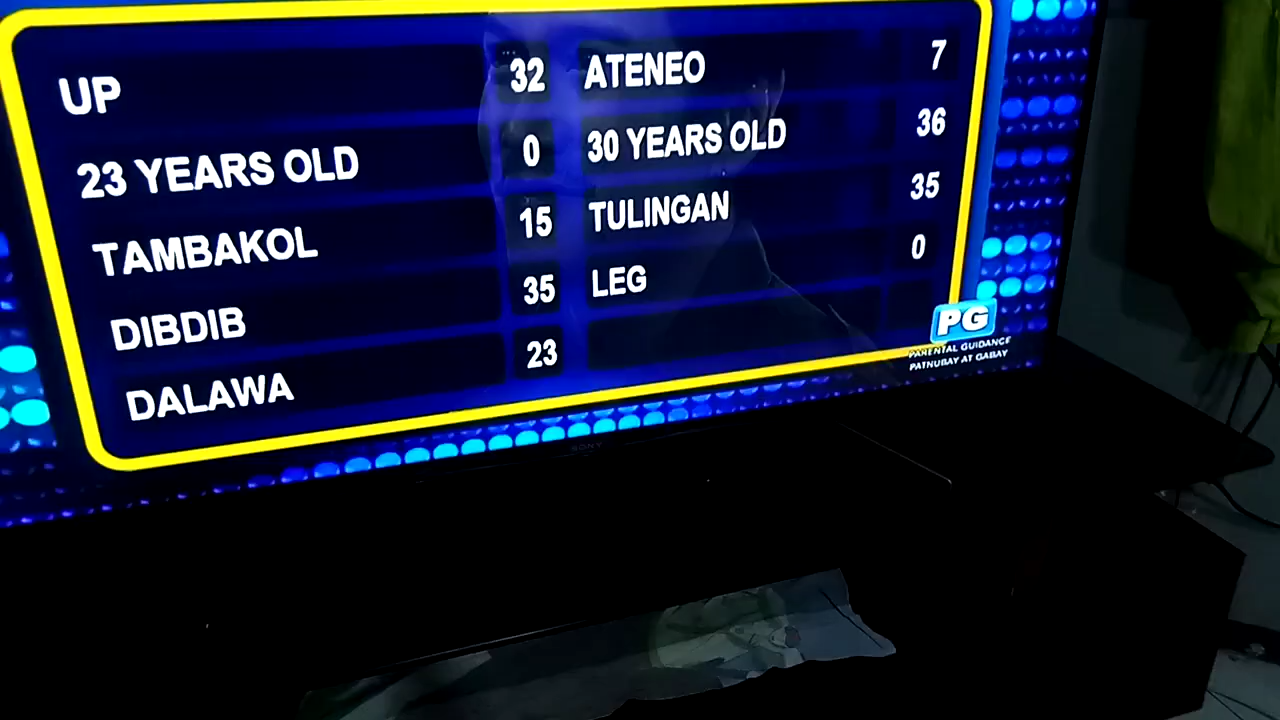 UP 32 ATENEO 7
23 YEARS OLD 0 30 YEARS OLD 36
TAMBAKOL 15 TULINGAN 35
DIBDIB 35 LEG 0
DALAWA 23
PG
PARENTAL GUIDANCE
PATNUBAY AT GABAY
SONY